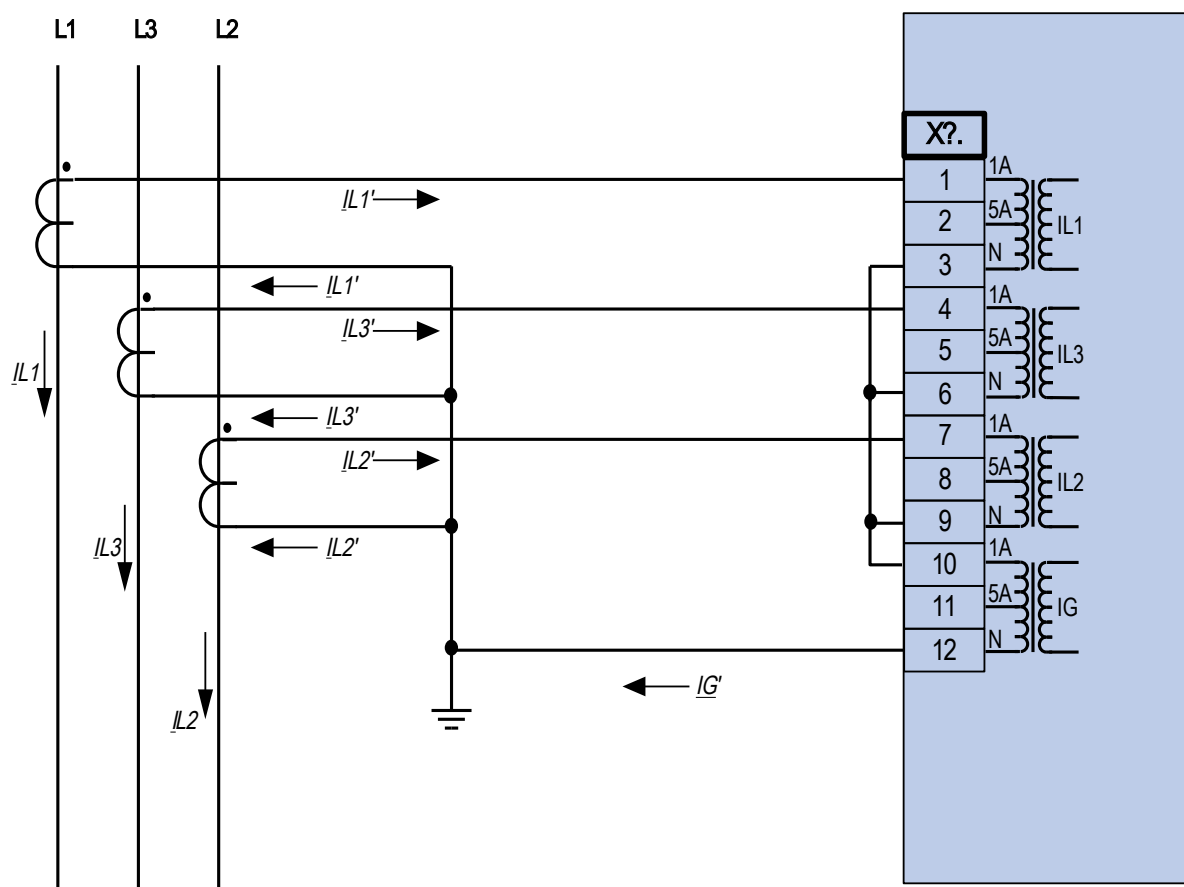 L1 L3 L2
X?.
1 1A
IL1'
2 5A IL1
3 N
IL1'
4 1A
IL3'
5 5A IL3
IL1
6 N
IL3'
7 1A
IL2'
8 5A IL2
9 N
IL3 IL2'
10 1A
11 5A IG
12 N
IG'
IL2